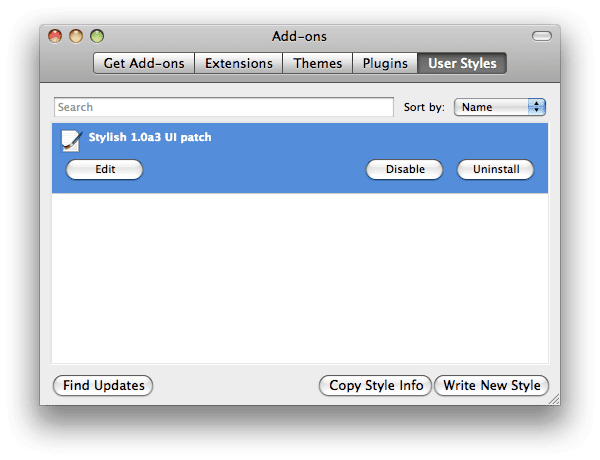 Add-ons
Get Add-ons Extensions Themes Plugins User Styles
Search Sort by: Name
Stylish 1.0a3 UI patch
Edit Disable Uninstall
Find Updates Copy Style Info Write New Style